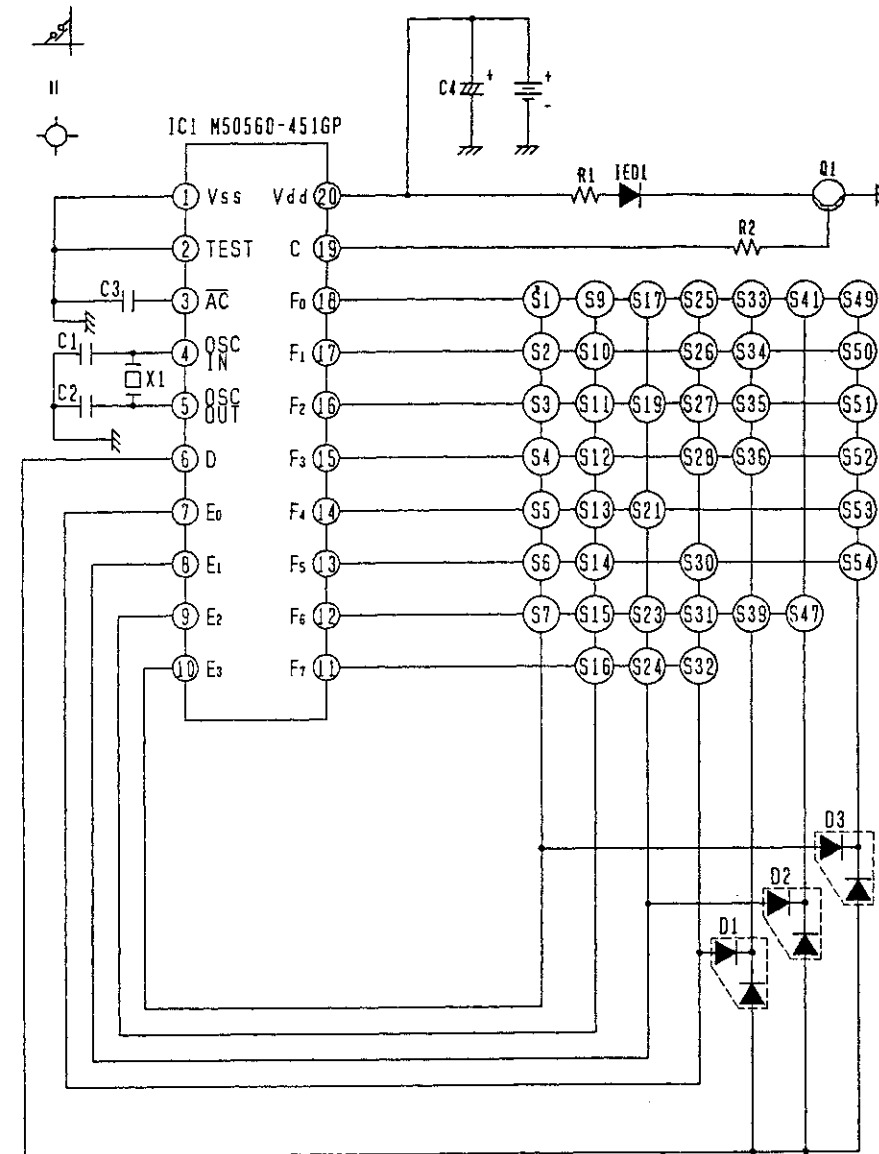 IC1 M50560-451GP
C4 + + -
1 Vss Vdd 20
R1 IED1 Q1
2 TEST C 19
R2
C3 3 AC F0 18 S1 S9 S17 S25 S33 S41 S49
C1 4 OSC IN F1 17 S2 S10 S26 S34 S50
X1
C2 5 OSC OUT F2 16 S3 S11 S19 S27 S35 S51
6 D F3 15 S4 S12 S28 S36 S52
7 E0 F4 14 S5 S13 S21 S53
8 E1 F5 13 S6 S14 S30 S54
9 E2 F6 12 S7 S15 S23 S31 S39 S47
10 E3 F7 11 S16 S24 S32
D3
D2
D1